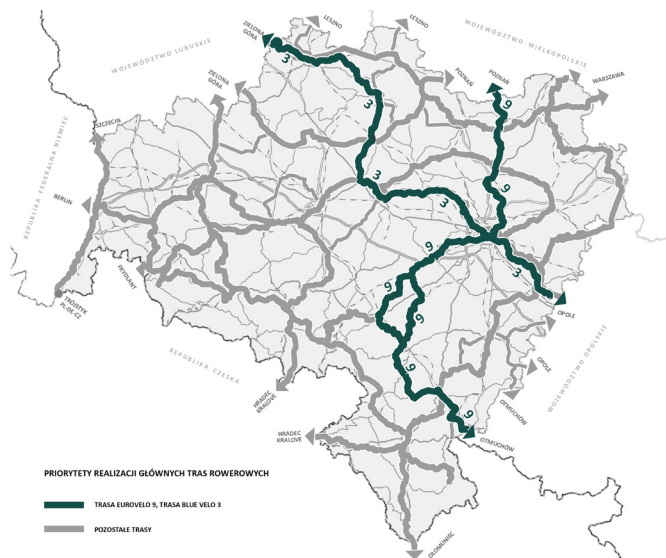 ZIELONA
GÓRA
LESZNO
LESZNO
WOJEWÓDZTWO LUBUSKIE
WOJEWÓDZTWO WIELKOPOLSKIE
ZIELONA
GÓRA
POZNAŃ
POZNAŃ
WARSZAWA
3
9
3
SZCZECIN
REPUBLIKA FEDERALNA NIEMIEC
BERLIN
3
9
3
9
3
FRYDLANT
TRÓJSTYK
PL-DE-CZ
9
9
OPOLE
REPUBLIKA CZESKA
9
OPOLE
WOJEWÓDZTWO OPOLSKIE
HRADEC
KRALOVE
OTMUCHÓW
9
HRADEC
KRALOVE
OTMUCHÓW
PRIORYTETY REALIZACJI GŁÓWNYCH TRAS ROWEROWYCH
TRASA EUROVELO 9, TRASA BLUE VELO 3
POZOSTAŁE TRASY
OŁOMUNIEC